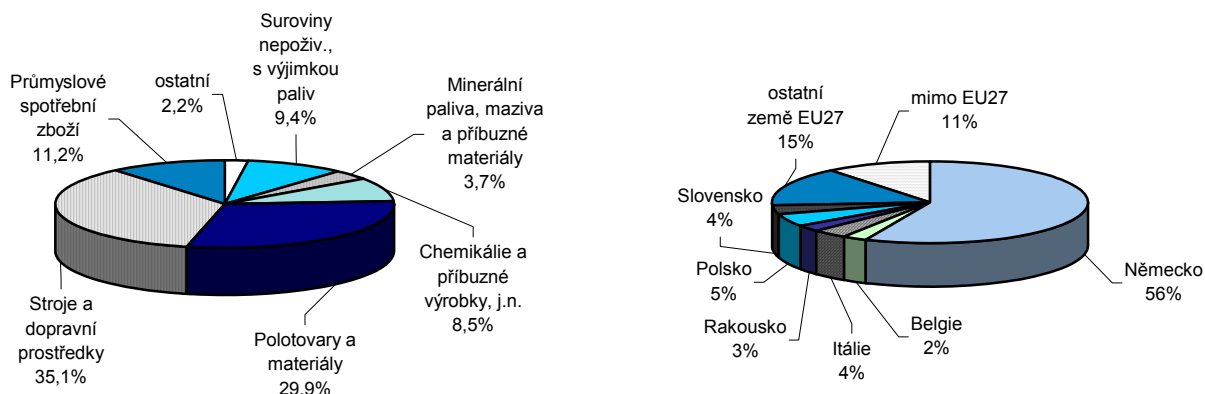 Suroviny
nepoživ.,
s výjimkou
paliv
9,4%
ostatní
2,2%
Průmyslové
spotřební
zboží
11,2%
Minerální
paliva, maziva
a příbuzné
materiály
3,7%
Chemikálie a
příbuzné
výrobky, j.n.
8,5%
Polotovary a
materiály
29,9%
Stroje a
dopravní
prostředky
35,1%
ostatní
země EU27
15%
mimo EU27
11%
Slovensko
4%
Polsko
5%
Rakousko
3%
Itálie
4%
Belgie
2%
Německo
56%